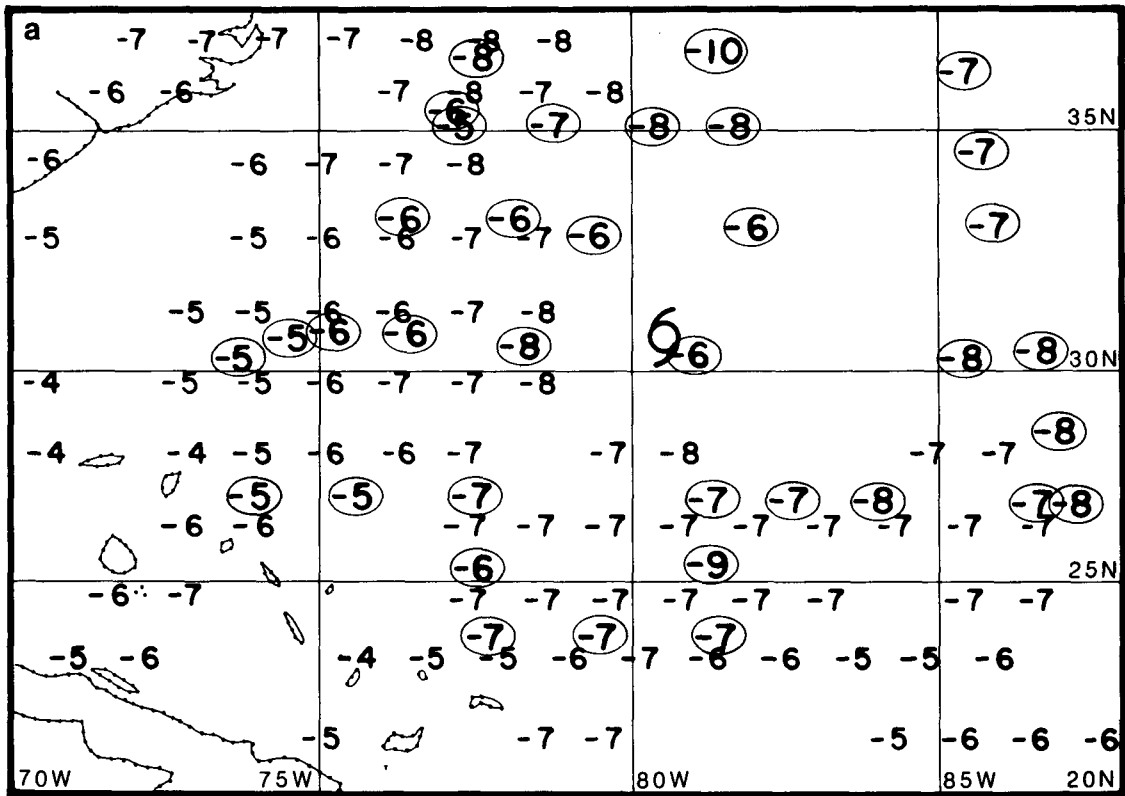 a
-7 -7 -7 -7 -8 -8 -8
-8 -10
-7
-6 -6 -7 -8 -7 -8
-6
-5 -7 -8 -8 35N
-6 -6 -7 -7 -8 -7
-6 -6 -6 -6 -7
-5 -5 -6 -6 -7 -7
-5 -5 -6 -6 -7 -8
-5 -5 -6 -6 -8 -6 -8 -8 30N
-4 -5 -5 -6 -7 -7 -8
-8
-4 -4 -5 -6 -6 -7 -7 -8 -7 -7
-5 -5 -7 -7 -7 -8 -7 -8
-6 -6 -7 -7 -7 -7 -7 -7 -7 -7 -7
-6 -9 25N
-6 -7 -7 -7 -7 -7 -7 -7 -7 -7
-7 -7 -7
-5 -6 -4 -5 -5 -6 -7 -6 -6 -5 -5 -6
-5 -7 -7 -5 -6 -6 -6
70W 75W 80W 85W 20N